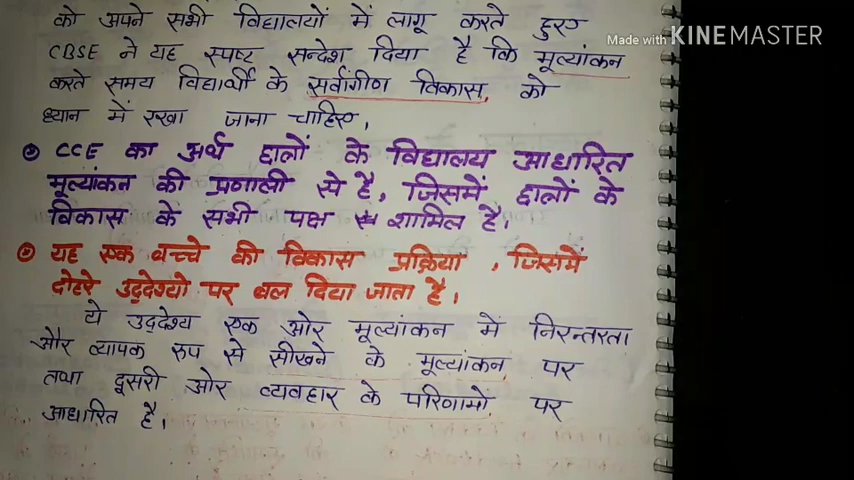 को अपने सभी विद्यालयों में लागू करते हुए
Made with KINEMASTER
CBSE ने यह स्पष्ट सन्देश दिया है कि मूल्यांकन
करते समय विद्यार्थी के सर्वांगीण विकास, को
ध्यान में रखा जाना चाहिए,
CCE का अर्थ छात्रों के विद्यालय आधारित
मूल्यांकन की प्रणाली से है, जिसमें छात्रों के
विकास के सभी पक्ष शामिल है।
यह एक बच्चे की विकास प्रक्रिया, जिसमें
दोहरे उद्देश्यो पर बल दिया जाता है।
ये उद्देश्य एक ओर मूल्यांकन में निरन्तरता
और व्यापक रूप से सीखने के मूल्यांकन पर
तथा दूसरी ओर व्यवहार के परिणामों पर
आधारित है।